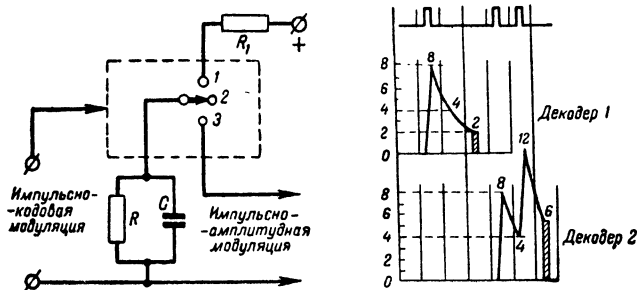 R₁
+
1
2
3
Импульсно-
-кодовая
модуляция
R
C
Импульсно-
амплитудная
модуляция
8
6
4
2
0
8
4
2
Декодер 1
8
6
4
2
0
8
4
12
6
Декодер 2